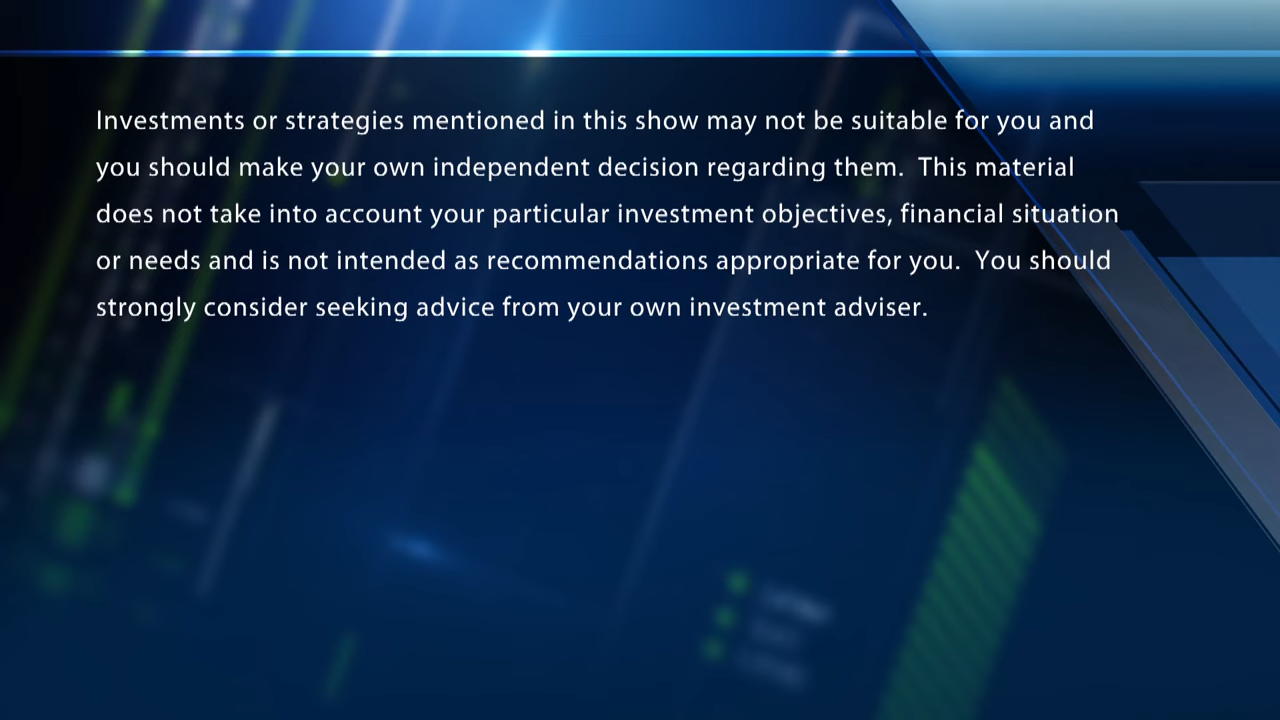 Investments or strategies mentioned in this show may not be suitable for you and
you should make your own independent decision regarding them.  This material
does not take into account your particular investment objectives, financial situation
or needs and is not intended as recommendations appropriate for you.  You should
strongly consider seeking advice from your own investment adviser.